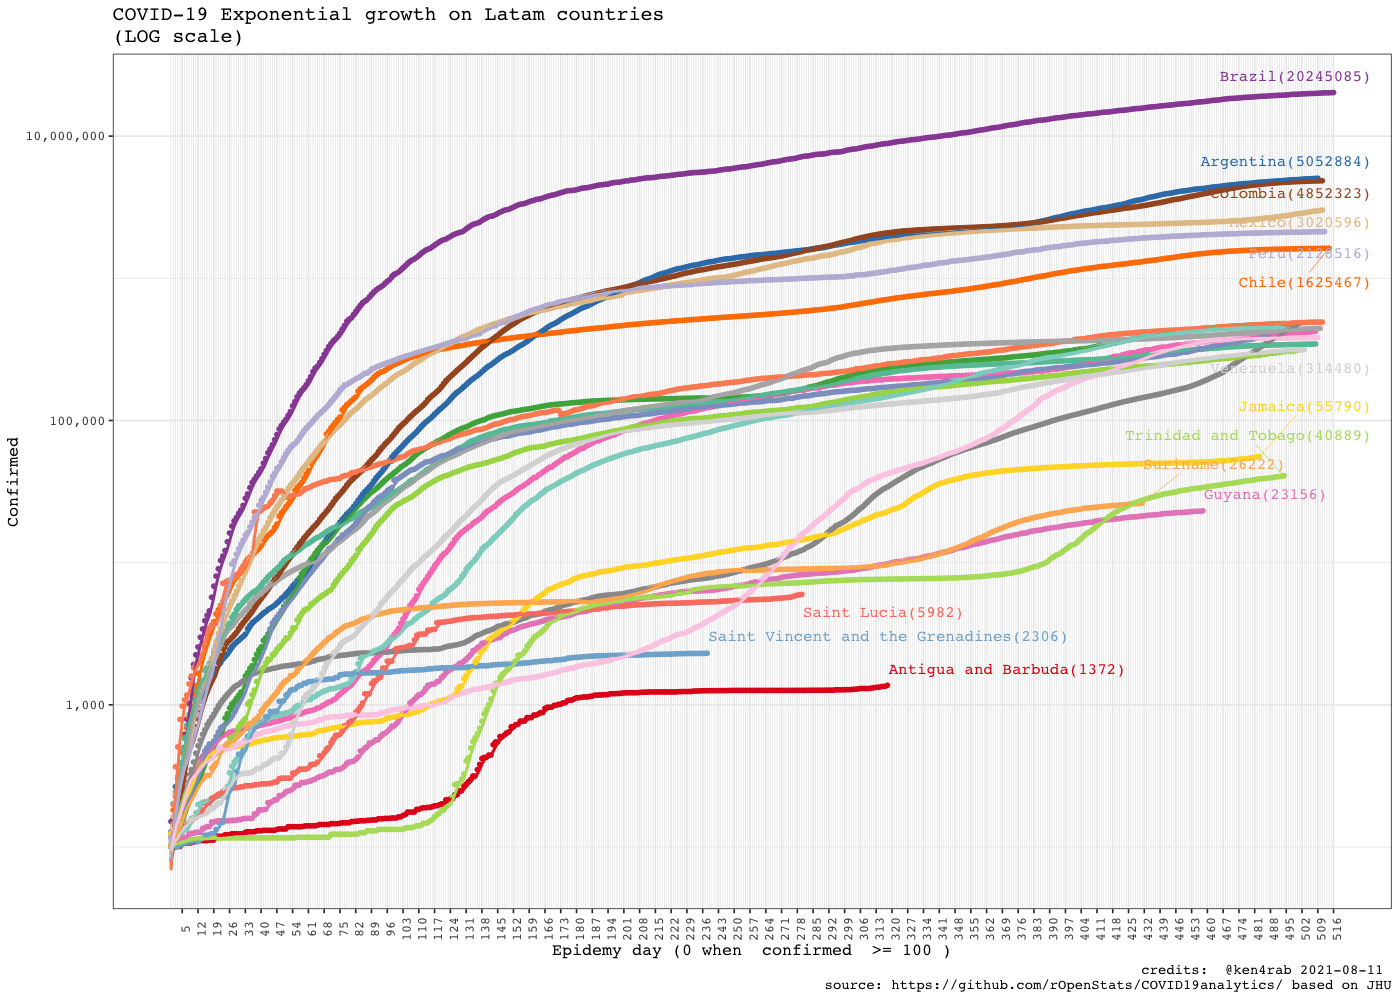 COVID-19 Exponential growth on Latam countries
(LOG scale)
Brazil(20245085)
10,000,000
Argentina(5052884)
Colombia(4852323)
Mexico(3020596)
Peru(2128516)
Chile(1625467)
Venezuela(314480)
Jamaica(55790)
100,000
Trinidad and Tobago(40889)
Suriname(26222)
Guyana(23156)
Confirmed
Saint Lucia(5982)
Saint Vincent and the Grenadines(2306)
Antigua and Barbuda(1372)
1,000
5 12 19 26 33 40 47 54 61 68 75 82 89 96 103 110 117 124 131 138 145 152 159 166 173 180 187 194 201 208 215 222 229 236 243 250 257 264 271 278 285 292 299 306 313 320 327 334 341 348 355 362 369 376 383 390 397 404 411 418 425 432 439 446 453 460 467 474 481 488 495 502 509 516
Epidemy day (0 when  confirmed  >= 100 )
credits:  @ken4rab 2021-08-11
source: https://github.com/rOpenStats/COVID19analytics/ based on JHU